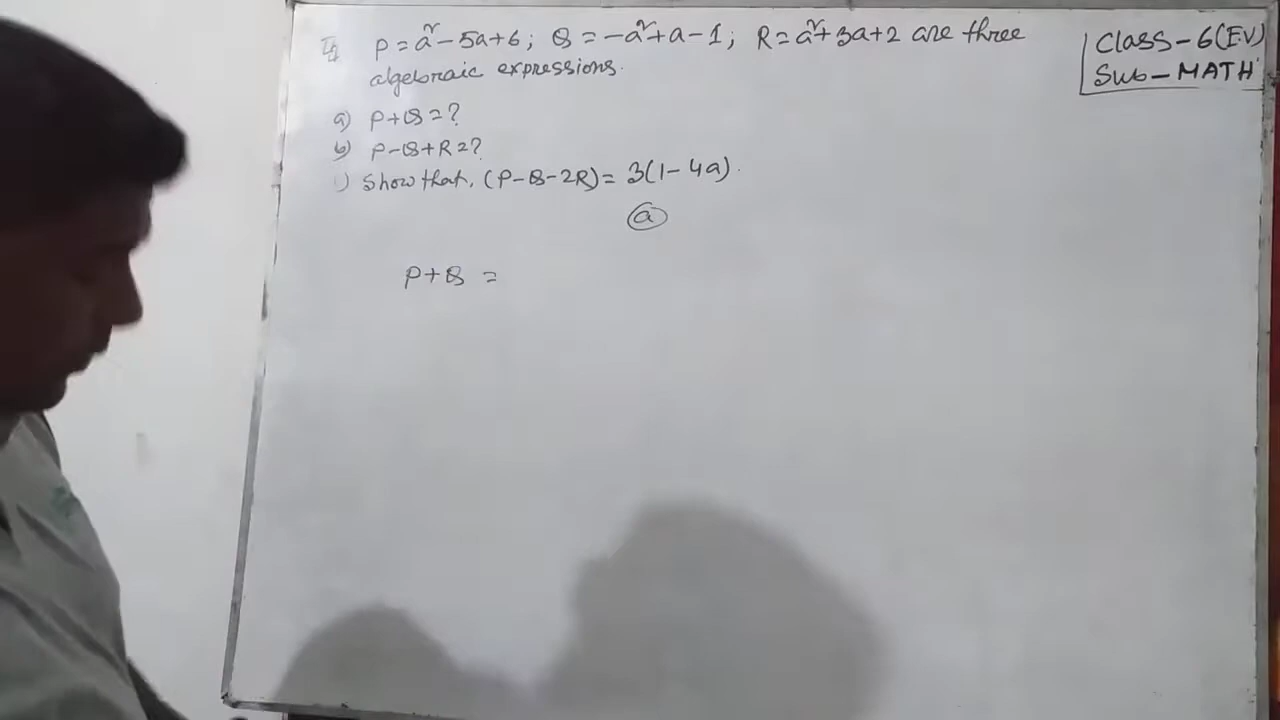 P = a² - 5a + 6; Q = -a² + a - 1; R = a² + 3a + 2 are three
algebraic expressions.
a) P + Q = ?
b) P - Q + R = ?
) Show that, (P - Q - 2R) = 3(1 - 4a).
a
P + Q =
Class - 6 (EV)
Sub - MATH